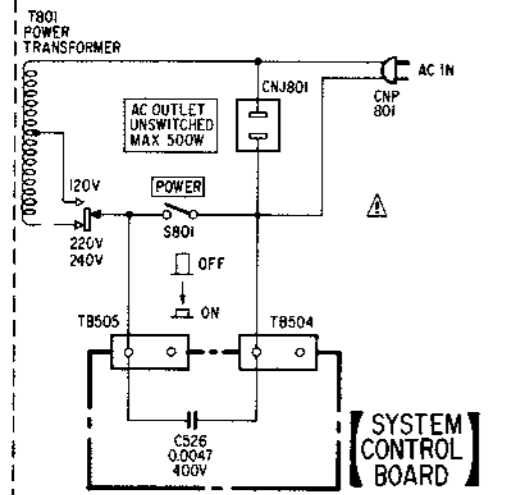 T801
POWER
TRANSFORMER
AC IN
CNJ801
CNP
801
AC OUTLET
UNSWITCHED
MAX 500W
120V
POWER
S801
220V
240V
OFF
ON
TB505
TB504
C526
0.0047
400V
SYSTEM
CONTROL
BOARD